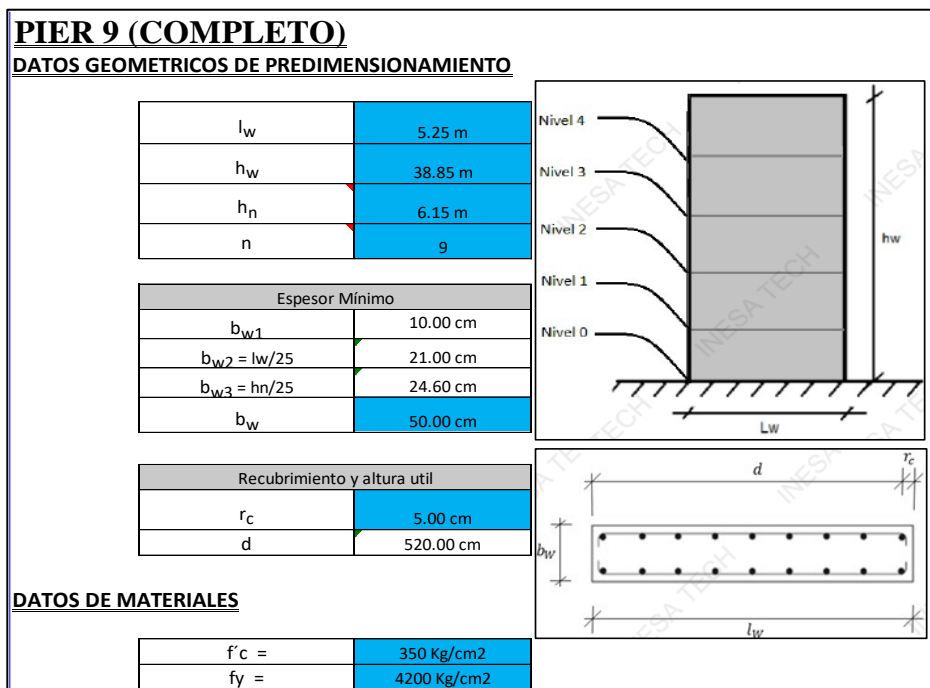 PIER 9 (COMPLETO)
DATOS GEOMETRICOS DE PREDIMENSIONAMIENTO
lw 5.25 m
hw 38.85 m
hn 6.15 m
n 9
Espesor Mínimo
bw1 10.00 cm
bw2 = lw/25 21.00 cm
bw3 = hn/25 24.60 cm
bw 50.00 cm
Recubrimiento y altura util
rc 5.00 cm
d 520.00 cm
DATOS DE MATERIALES
f´c = 350 Kg/cm2
fy = 4200 Kg/cm2
Nivel 4
Nivel 3
Nivel 2
Nivel 1
Nivel 0
hw
Lw
INESA TECH
INESA TECH
d
rc
bw
lw
INESA TECH